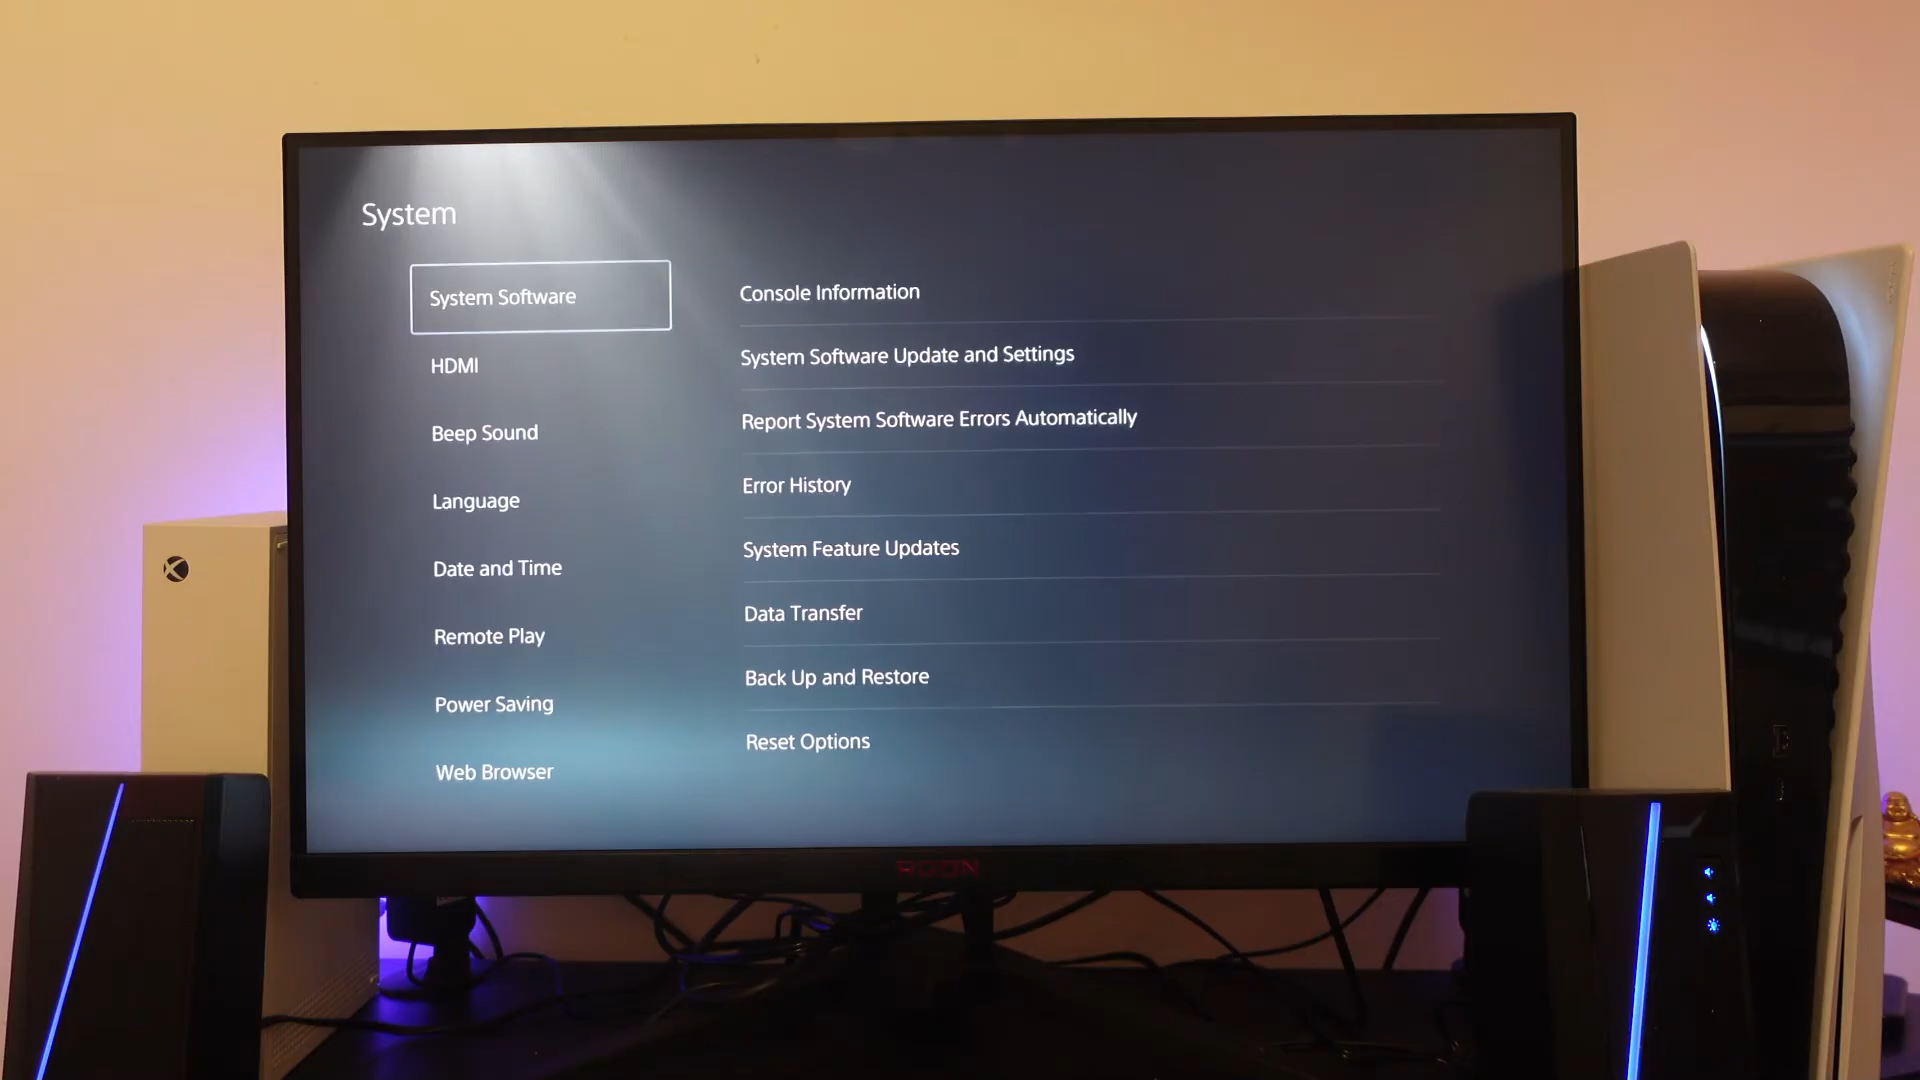 System
System Software
HDMI
Beep Sound
Language
Date and Time
Remote Play
Power Saving
Web Browser
Console Information
System Software Update and Settings
Report System Software Errors Automatically
Error History
System Feature Updates
Data Transfer
Back Up and Restore
Reset Options
AGON